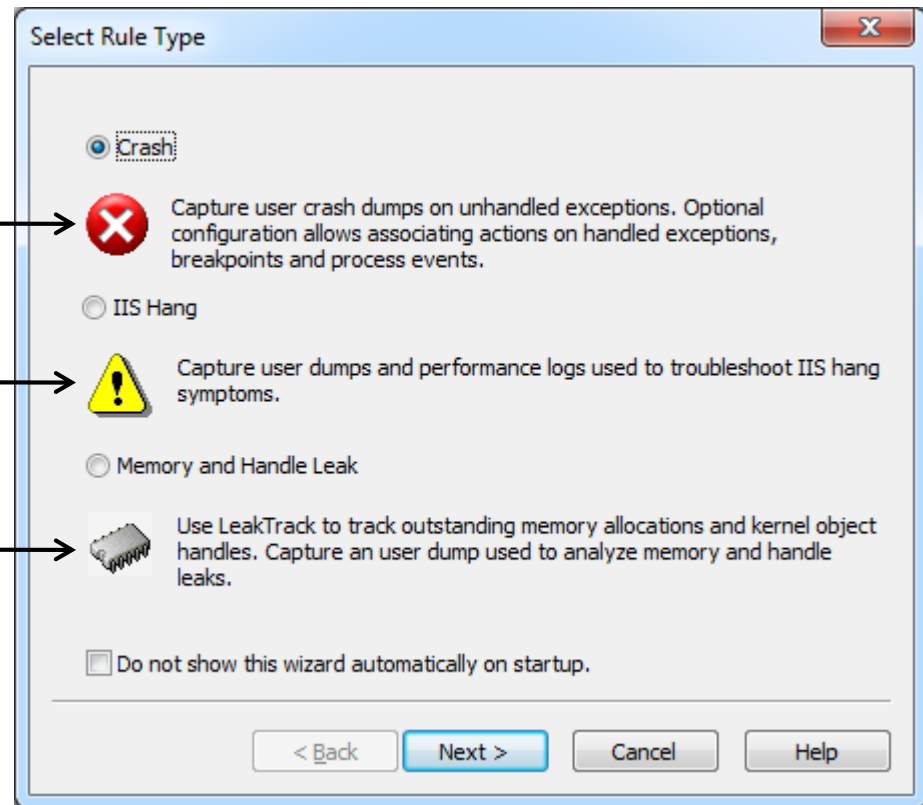 Select Rule Type
Crash
Capture user crash dumps on unhandled exceptions. Optional
configuration allows associating actions on handled exceptions,
breakpoints and process events.
IIS Hang
Capture user dumps and performance logs used to troubleshoot IIS hang
symptoms.
Memory and Handle Leak
Use LeakTrack to track outstanding memory allocations and kernel object
handles. Capture an user dump used to analyze memory and handle
leaks.
Do not show this wizard automatically on startup.
< Back Next > Cancel Help